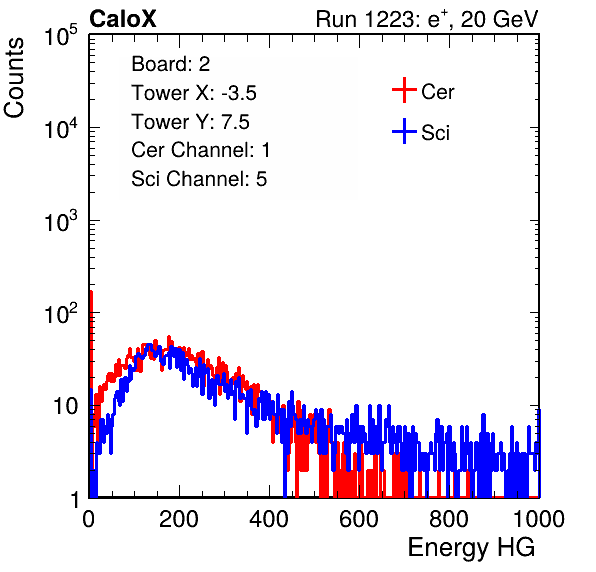 CaloX Run 1223: e⁺, 20 GeV
Counts
Board: 2
Tower X: -3.5
Tower Y: 7.5
Cer Channel: 1
Sci Channel: 5
Cer
Sci
10⁵
10⁴
10³
10²
10
1
0 200 400 600 800 1000
Energy HG